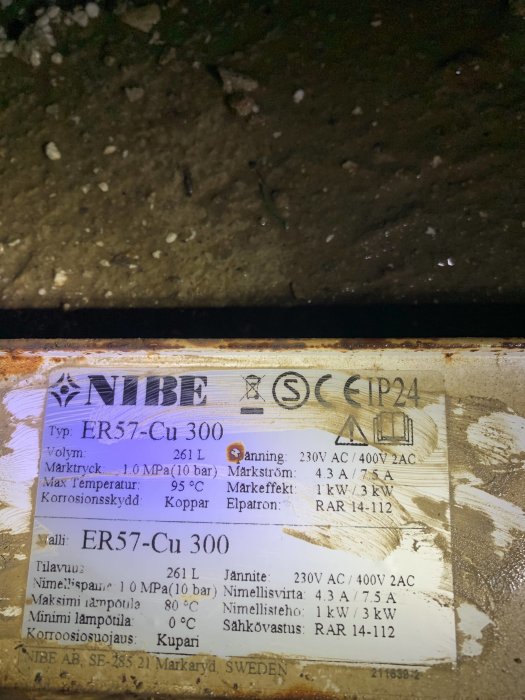 NIBE S CE IP24
Typ: ER57-Cu 300
Volym: 261 L Spänning: 230V AC / 400V 2AC
Märktryck 1.0 MPa(10 bar) Märkström: 4.3 A / 7.5 A
Max Temperatur: 95 °C Märkeffekt: 1 kW / 3 kW
Korrosionsskydd: Koppar Elpatron: RAR 14-112
Malli: ER57-Cu 300
Tilavuus 261 L Jännite: 230V AC / 400V 2AC
Nimellispaine 1 0 MPa(10 bar) Nimellisvirta: 4.3 A / 7.5 A
Maksimi lämpötila 80 °C Nimellisteho: 1 kW / 3 kW
Minimi lämpötila: 0 °C Sähkövastus: RAR 14-112
Korroosiosuojaus: Kupari
NIBE AB, SE-285 21 Markaryd, SWEDEN 211639-2